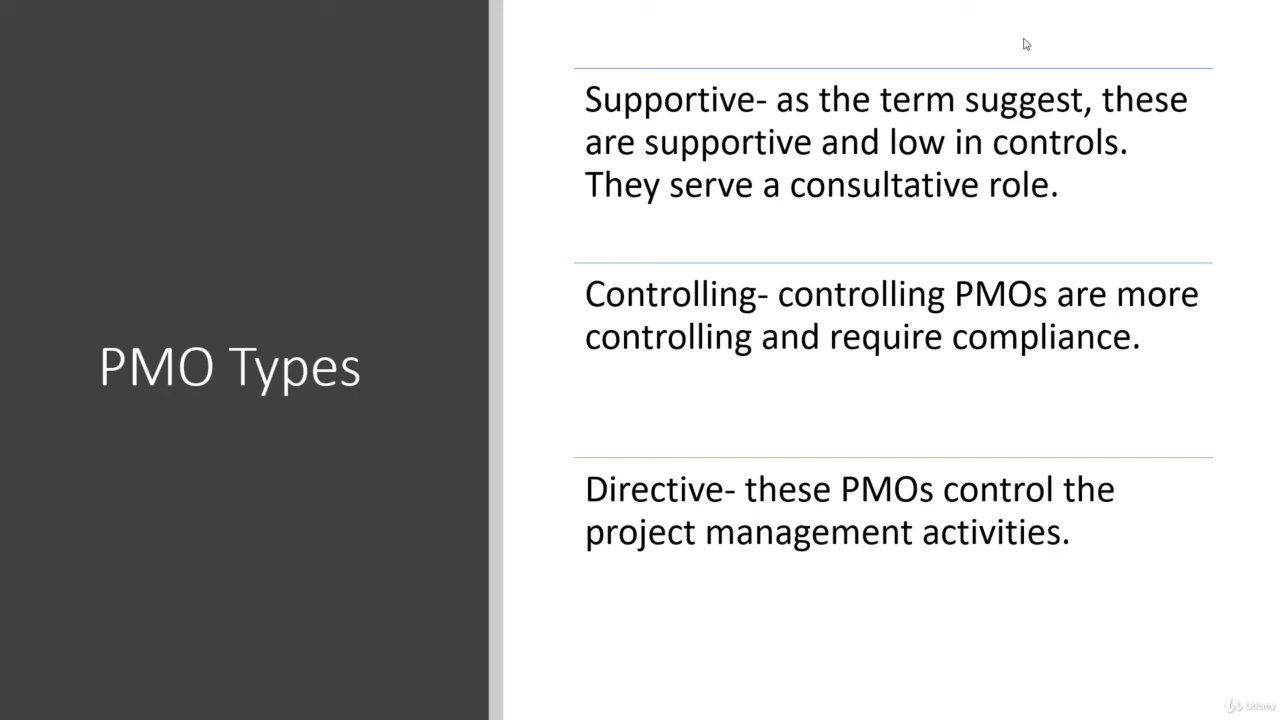 PMO Types
Supportive- as the term suggest, these
are supportive and low in controls.
They serve a consultative role.
Controlling- controlling PMOs are more
controlling and require compliance.
Directive- these PMOs control the
project management activities.
Udemy